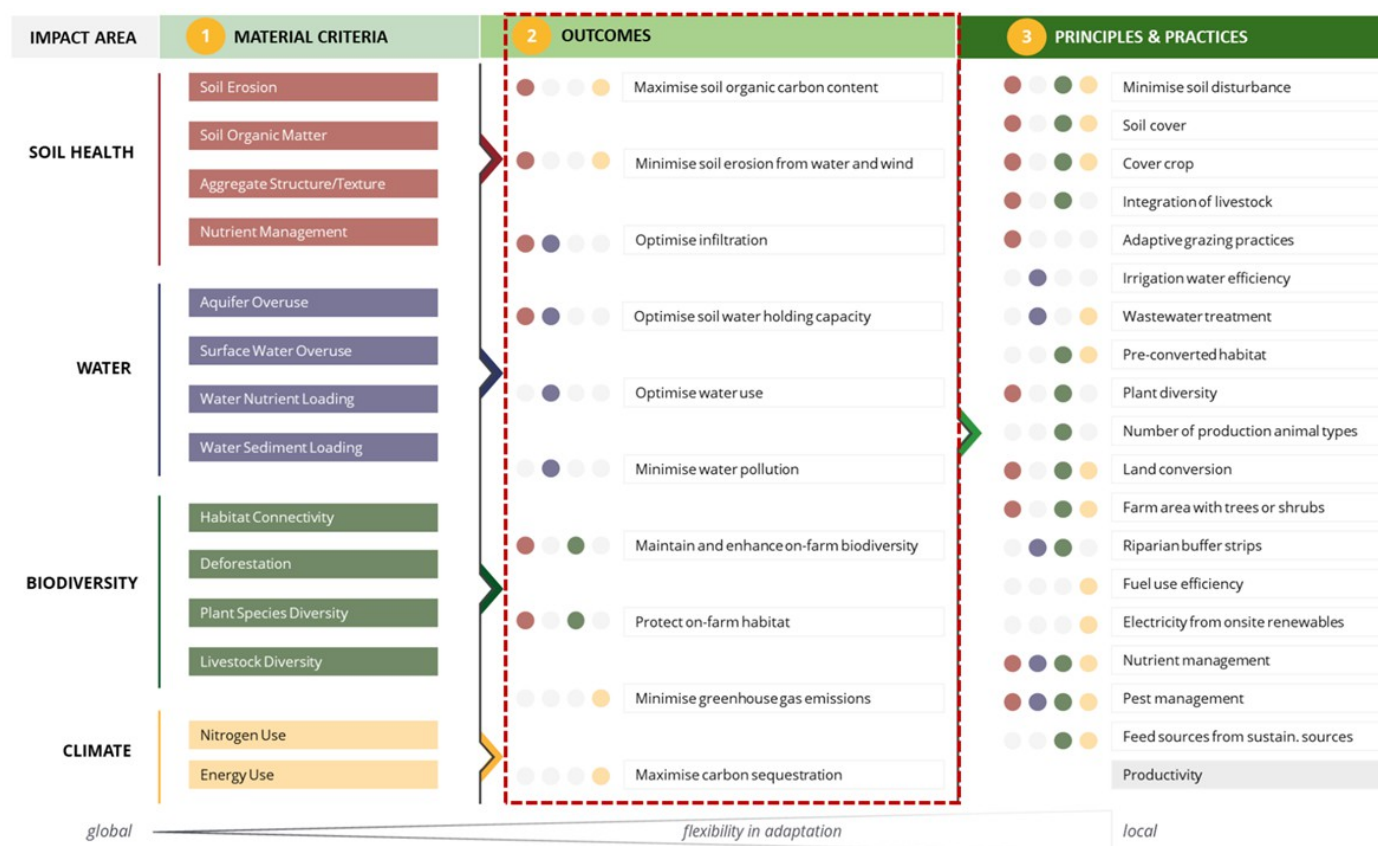 IMPACT AREA
1 MATERIAL CRITERIA
2 OUTCOMES
3 PRINCIPLES & PRACTICES
SOIL HEALTH
Soil Erosion
Soil Organic Matter
Aggregate Structure/Texture
Nutrient Management
WATER
Aquifer Overuse
Surface Water Overuse
Water Nutrient Loading
Water Sediment Loading
BIODIVERSITY
Habitat Connectivity
Deforestation
Plant Species Diversity
Livestock Diversity
CLIMATE
Nitrogen Use
Energy Use
Maximise soil organic carbon content
Minimise soil erosion from water and wind
Optimise infiltration
Optimise soil water holding capacity
Optimise water use
Minimise water pollution
Maintain and enhance on-farm biodiversity
Protect on-farm habitat
Minimise greenhouse gas emissions
Maximise carbon sequestration
Minimise soil disturbance
Soil cover
Cover crop
Integration of livestock
Adaptive grazing practices
Irrigation water efficiency
Wastewater treatment
Pre-converted habitat
Plant diversity
Number of production animal types
Land conversion
Farm area with trees or shrubs
Riparian buffer strips
Fuel use efficiency
Electricity from onsite renewables
Nutrient management
Pest management
Feed sources from sustain. sources
Productivity
global
flexibility in adaptation
local